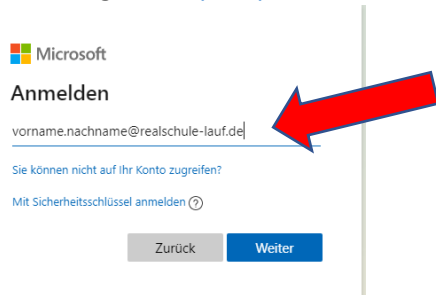 Microsoft
Anmelden
vorname.nachname@realschule-lauf.de
Sie können nicht auf Ihr Konto zugreifen?
Mit Sicherheitsschlüssel anmelden
Zurück Weiter